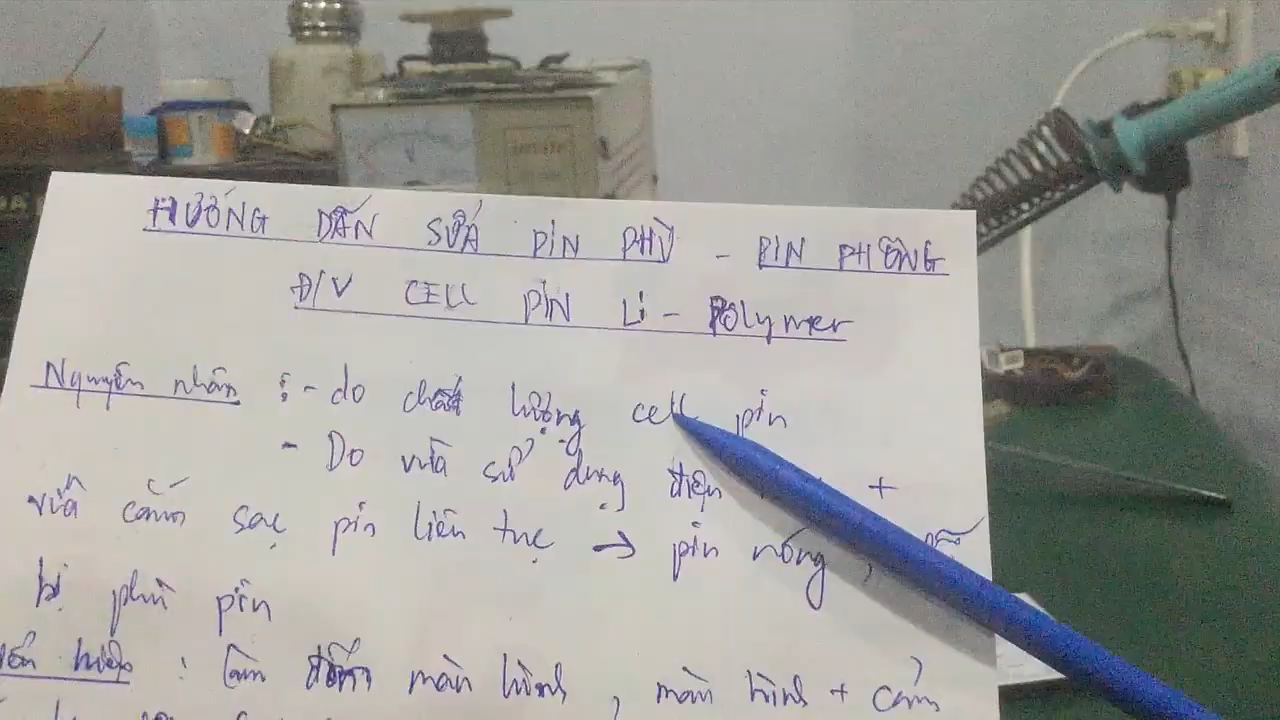 HƯỚNG DẪN SỬA PIN PHÙ - PIN PHỒNG
Đ/V CELL PIN Li - Polymer
Nguyên nhân : - do chất lượng cell pin
- Do vừa sử dụng điện +
vừa cắm sạc pin liên tục → pin nóng,
bị phù pin
hiện : Làm đốm màn hình, màn hình + cảm